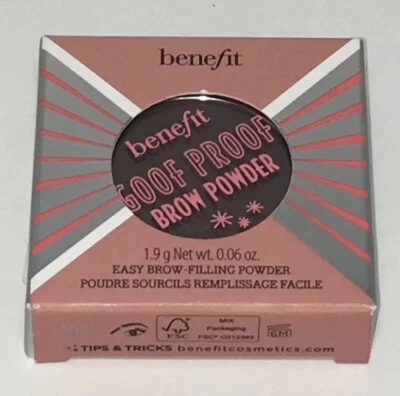 benefit
benefit
GOOF PROOF
BROW POWDER
1.9 g Net wt. 0.06 oz.
EASY BROW-FILLING POWDER
POUDRE SOURCILS REMPLISSAGE FACILE
FSC
MIX
Packaging
6M
TIPS & TRICKS benefitcosmetics.com